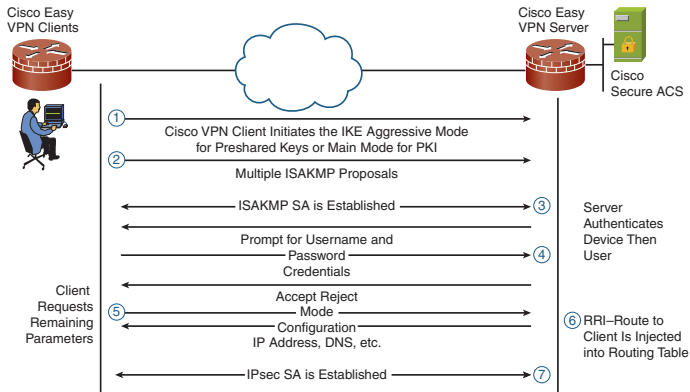 Cisco Easy
VPN Clients
Cisco Easy
VPN Server
Cisco
Secure ACS
1
Cisco VPN Client Initiates the IKE Aggressive Mode
for Preshared Keys or Main Mode for PKI
2
Multiple ISAKMP Proposals
ISAKMP SA is Established
3
Server
Authenticates
Device Then
User
Prompt for Username and
Password
4
Credentials
Client
Requests
Remaining
Parameters
Accept Reject
5
Mode
Configuration
IP Address, DNS, etc.
6 RRI–Route to
Client Is Injected
into Routing Table
IPsec SA is Established
7